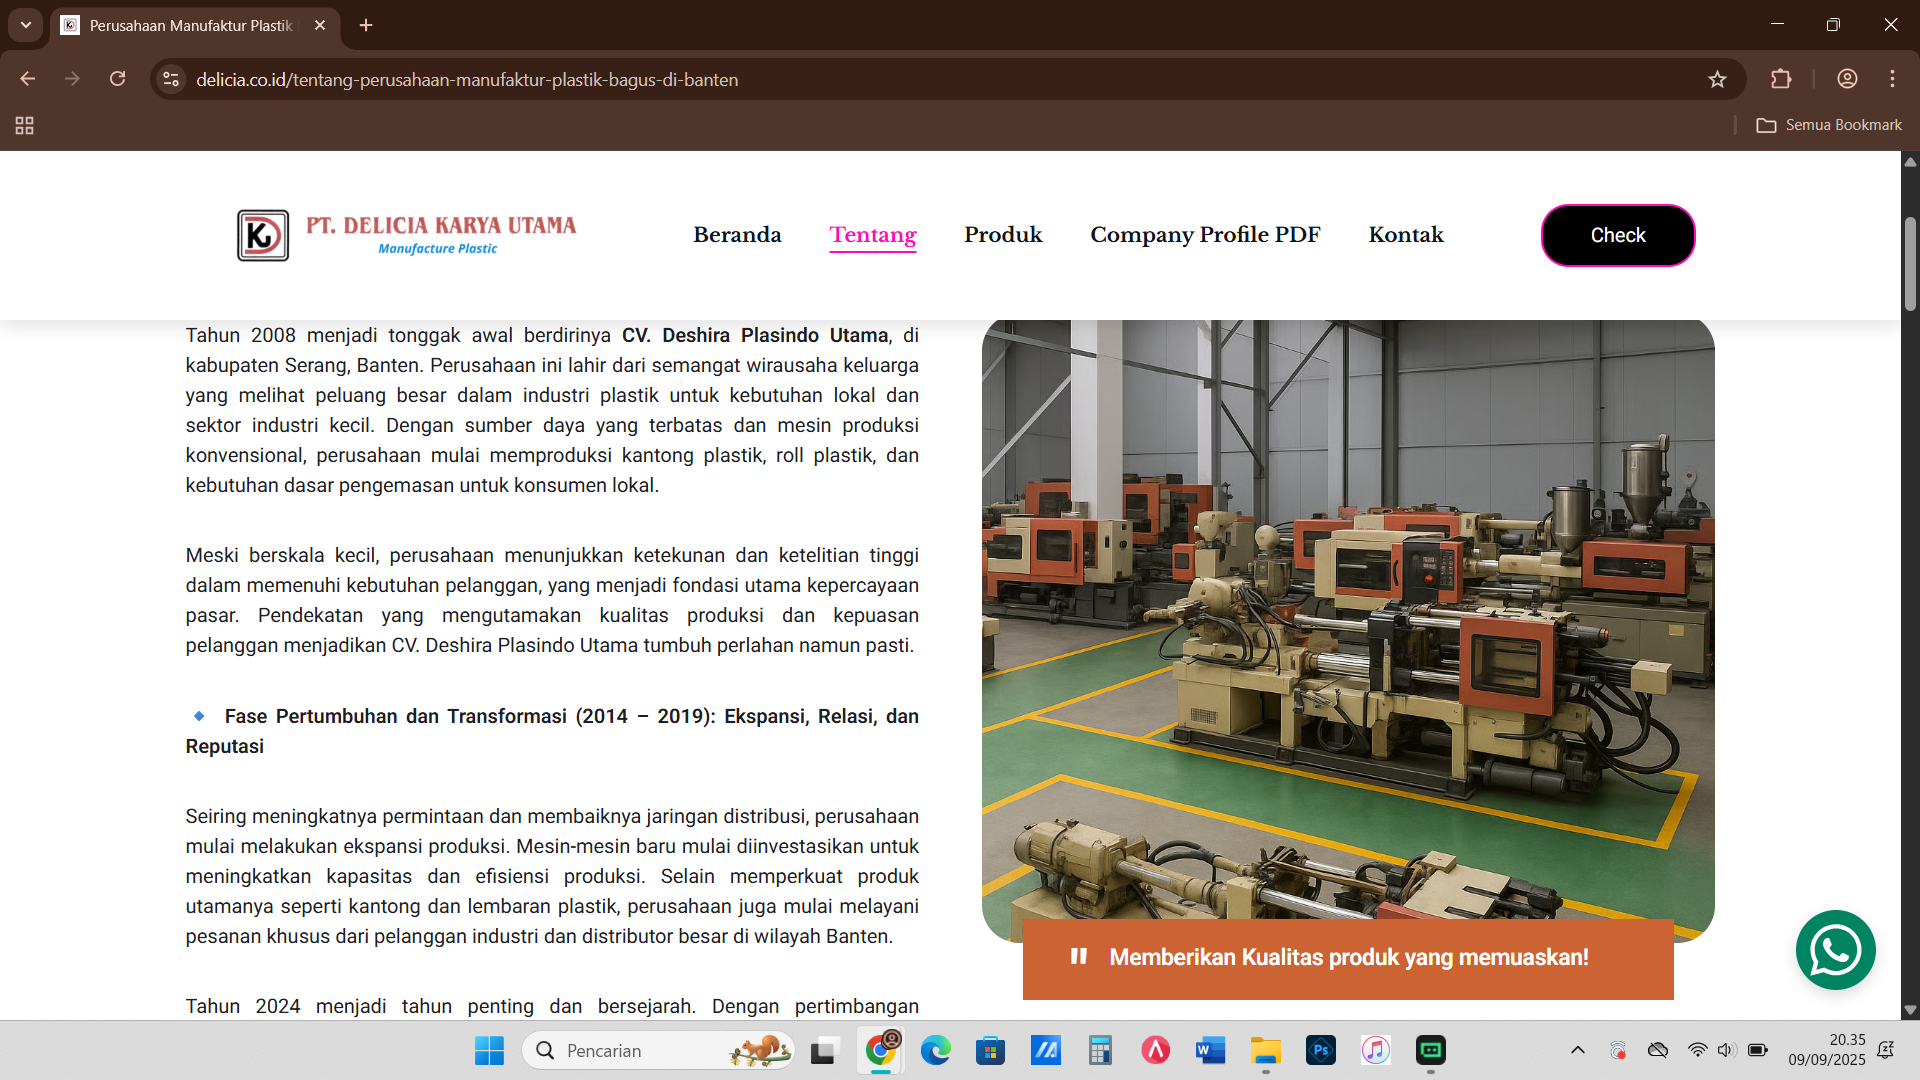 Perusahaan Manufaktur Plastik
delicia.co.id/tentang-perusahaan-manufaktur-plastik-bagus-di-banten
Semua Bookmark
PT. DELICIA KARYA UTAMA
Manufacture Plastic
Beranda
Tentang
Produk
Company Profile PDF
Kontak
Check
Tahun 2008 menjadi tonggak awal berdirinya CV. Deshira Plasindo Utama, di
kabupaten Serang, Banten. Perusahaan ini lahir dari semangat wirausaha keluarga
yang melihat peluang besar dalam industri plastik untuk kebutuhan lokal dan
sektor industri kecil. Dengan sumber daya yang terbatas dan mesin produksi
konvensional, perusahaan mulai memproduksi kantong plastik, roll plastik, dan
kebutuhan dasar pengemasan untuk konsumen lokal.
Meski berskala kecil, perusahaan menunjukkan ketekunan dan ketelitian tinggi
dalam memenuhi kebutuhan pelanggan, yang menjadi fondasi utama kepercayaan
pasar. Pendekatan yang mengutamakan kualitas produksi dan kepuasan
pelanggan menjadikan CV. Deshira Plasindo Utama tumbuh perlahan namun pasti.
🔹 Fase Pertumbuhan dan Transformasi (2014 – 2019): Ekspansi, Relasi, dan
Reputasi
Seiring meningkatnya permintaan dan membaiknya jaringan distribusi, perusahaan
mulai melakukan ekspansi produksi. Mesin-mesin baru mulai diinvestasikan untuk
meningkatkan kapasitas dan efisiensi produksi. Selain memperkuat produk
utamanya seperti kantong dan lembaran plastik, perusahaan juga mulai melayani
pesanan khusus dari pelanggan industri dan distributor besar di wilayah Banten.
Tahun 2024 menjadi tahun penting dan bersejarah. Dengan pertimbangan
" Memberikan Kualitas produk yang memuaskan!
Pencarian
20.35
09/09/2025